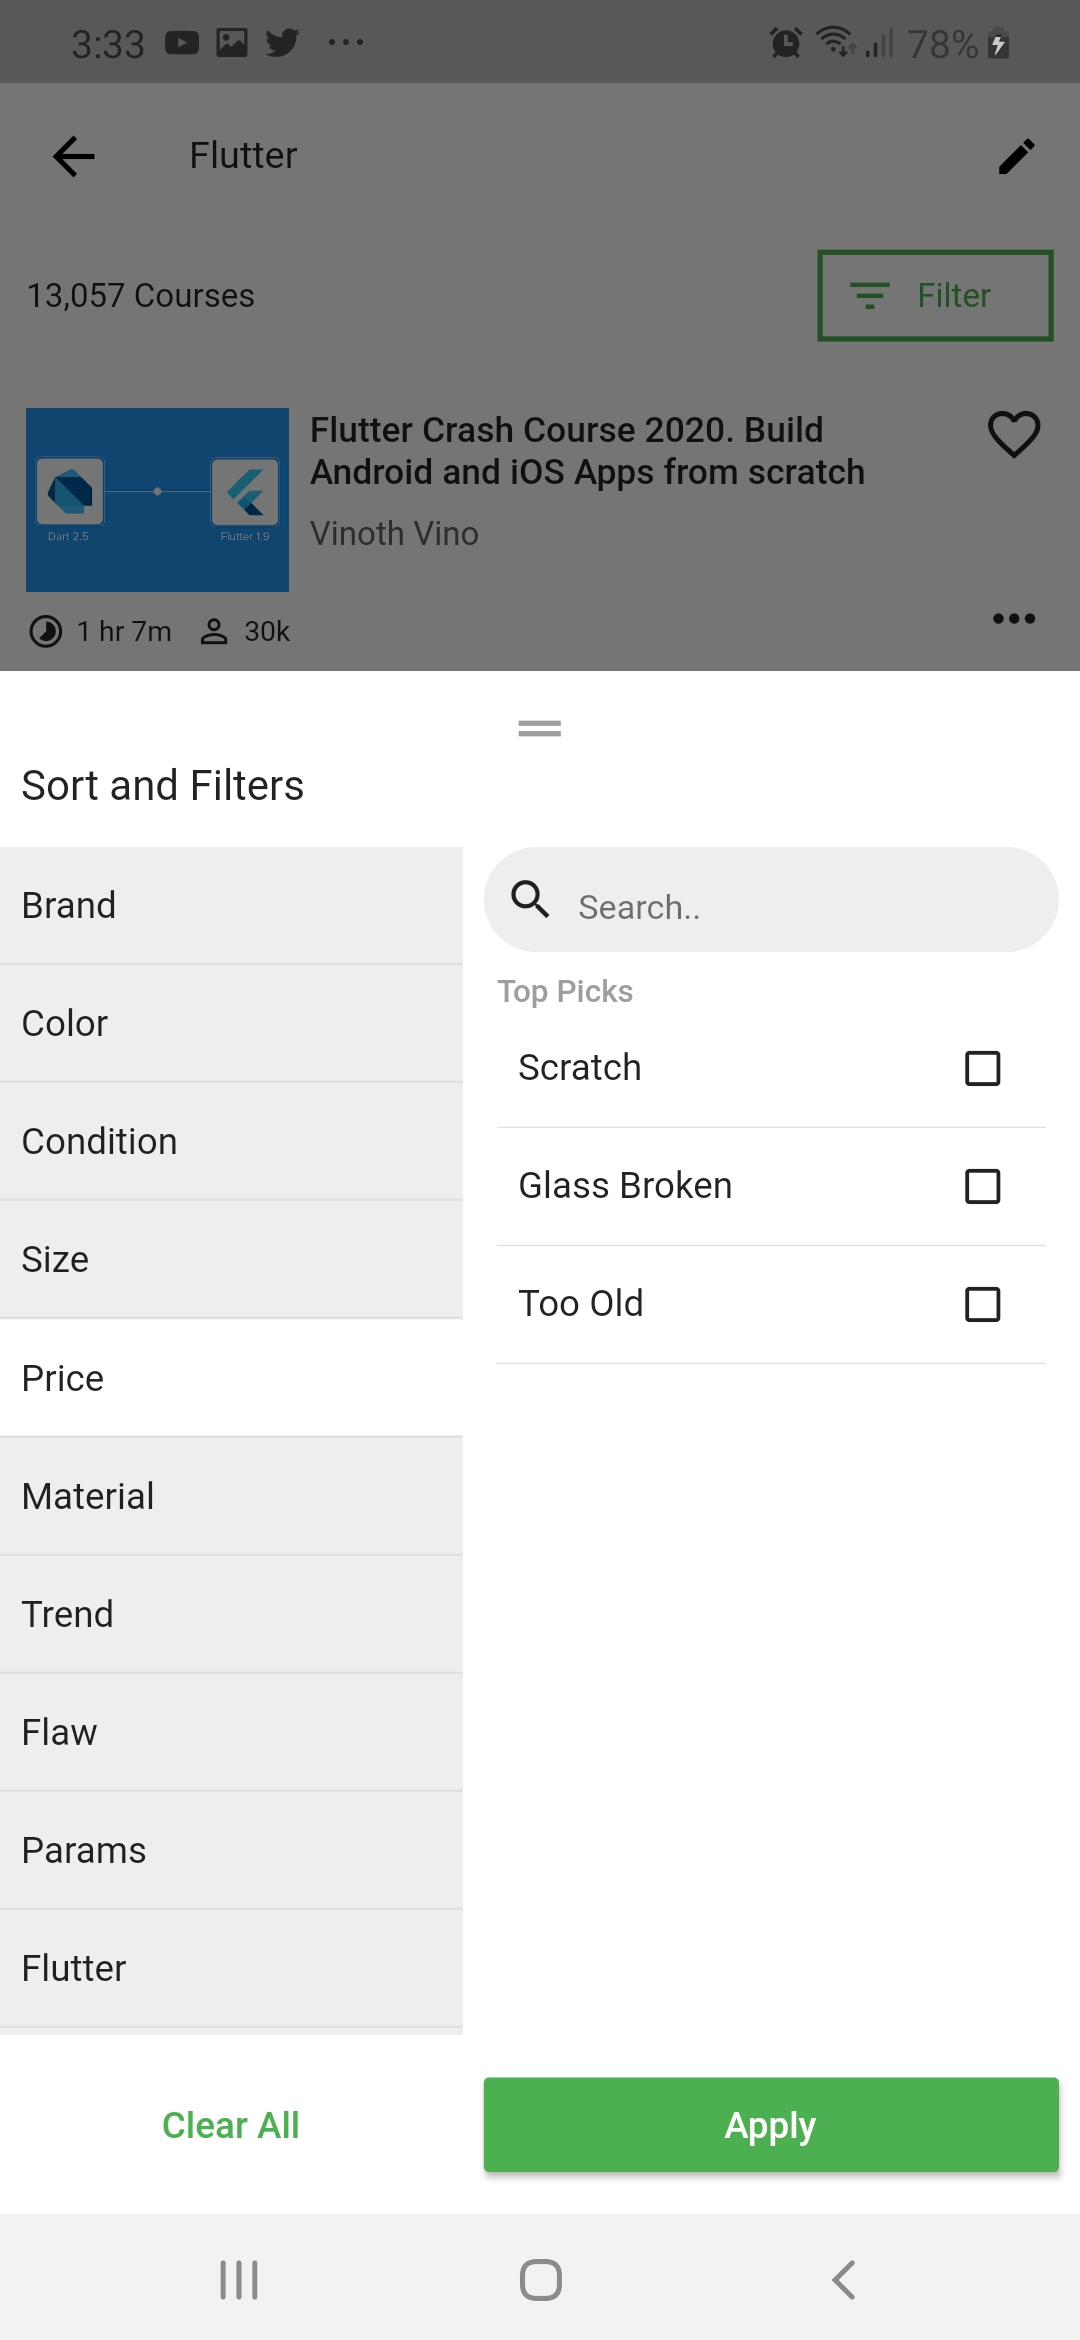 3:33
78%
Flutter
13,057 Courses
Filter
Flutter Crash Course 2020. Build
Android and iOS Apps from scratch
Vinoth Vino
Dart 2.5
Flutter 1.9
1 hr 7m
30k
Sort and Filters
Brand
Color
Condition
Size
Price
Material
Trend
Flaw
Params
Flutter
Search..
Top Picks
Scratch
Glass Broken
Too Old
Clear All
Apply